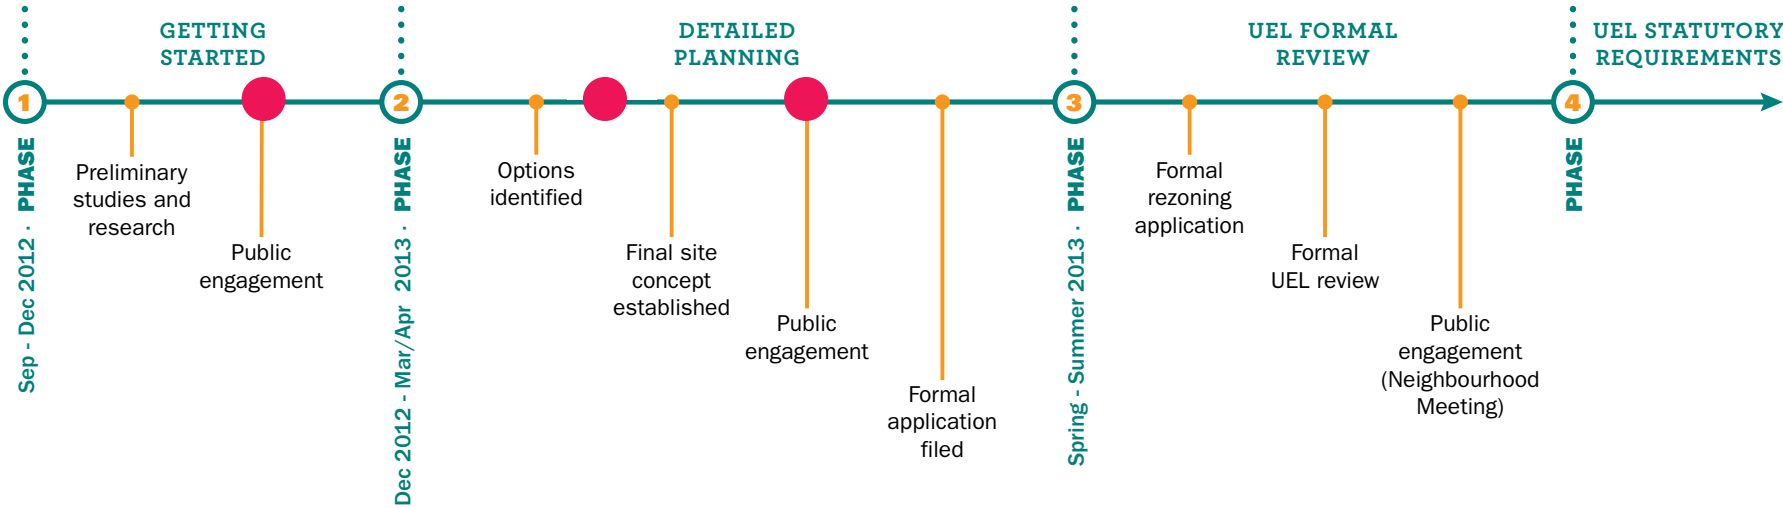 GETTING
STARTED
DETAILED
PLANNING
UEL FORMAL
REVIEW
UEL STATUTORY
REQUIREMENTS
1
2
3
4
Sep - Dec 2012 · PHASE
Preliminary
studies and
research
Public
engagement
Dec 2012 - Mar/Apr 2013 · PHASE
Options
identified
Final site
concept
established
Public
engagement
Formal
application
filed
Spring - Summer 2013 · PHASE
Formal
rezoning
application
Formal
UEL review
Public
engagement
(Neighbourhood
Meeting)
PHASE